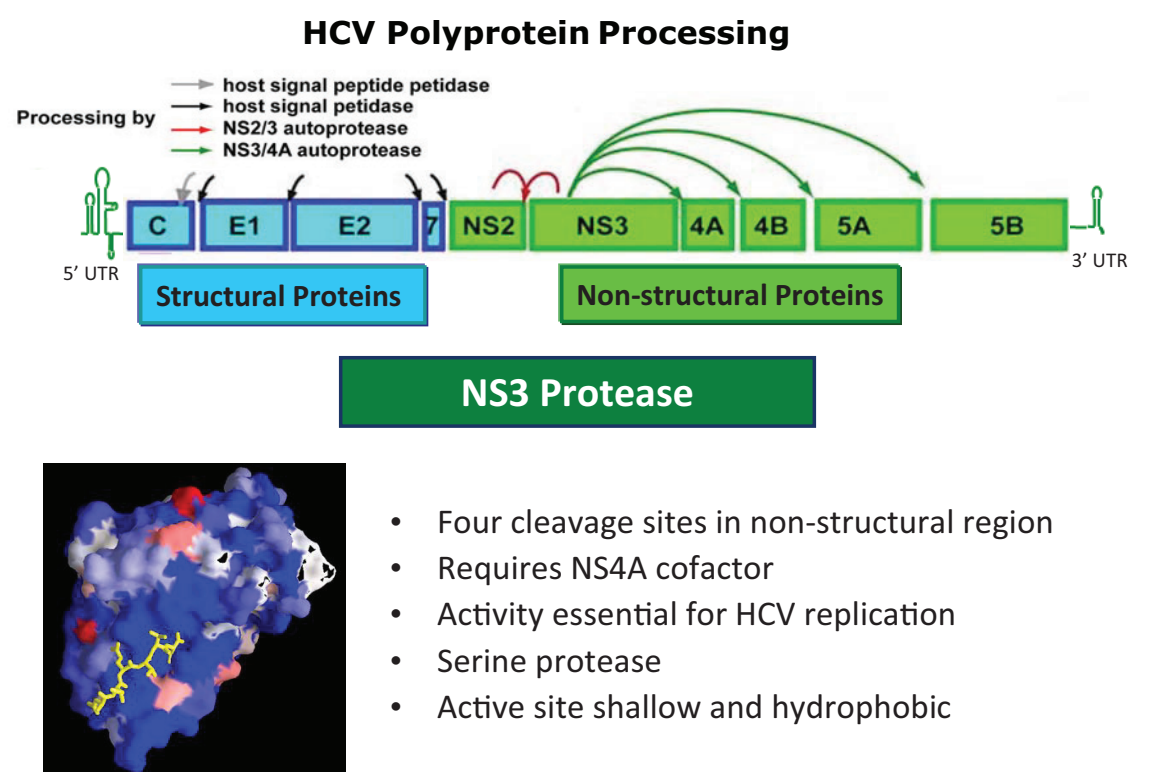 HCV Polyprotein Processing
Processing by
host signal peptide petidase
host signal petidase
NS2/3 autoprotease
NS3/4A autoprotease
C E1 E2 7 NS2 NS3 4A 4B 5A 5B
5’ UTR
3’ UTR
Structural Proteins
Non-structural Proteins
NS3 Protease
• Four cleavage sites in non-structural region
• Requires NS4A cofactor
• Activity essential for HCV replication
• Serine protease
• Active site shallow and hydrophobic